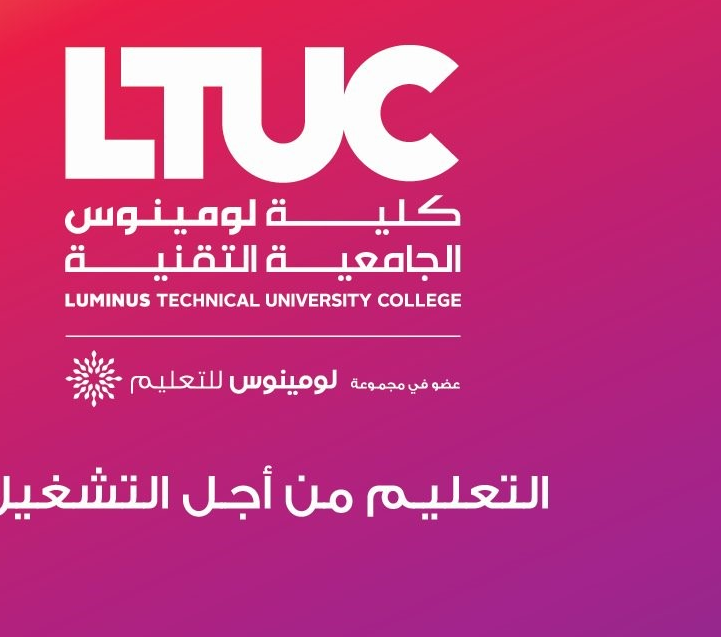 LTUC
كلية لومينوس
الجامعية التقنية
LUMINUS TECHNICAL UNIVERSITY COLLEGE
عضو في مجموعة لومينوس للتعليم
التعليم من أجل التشغيل